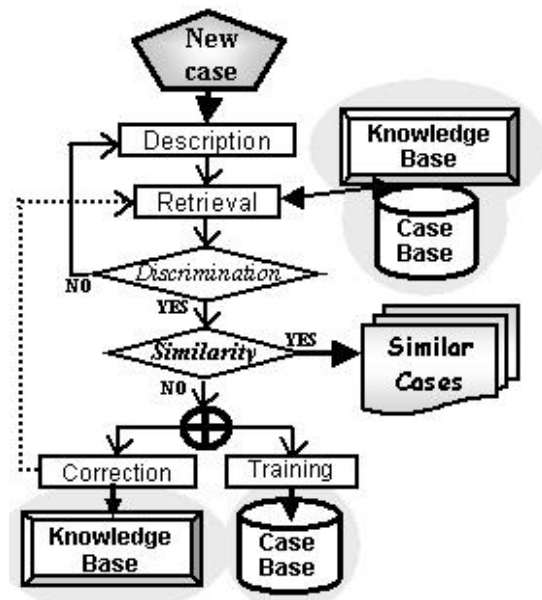 New
case
Description
Knowledge
Base
Retrieval
Case
Base
Discrimination
NO
YES
Similarity
YES
Similar
Cases
NO
Correction
Training
Knowledge
Base
Case
Base